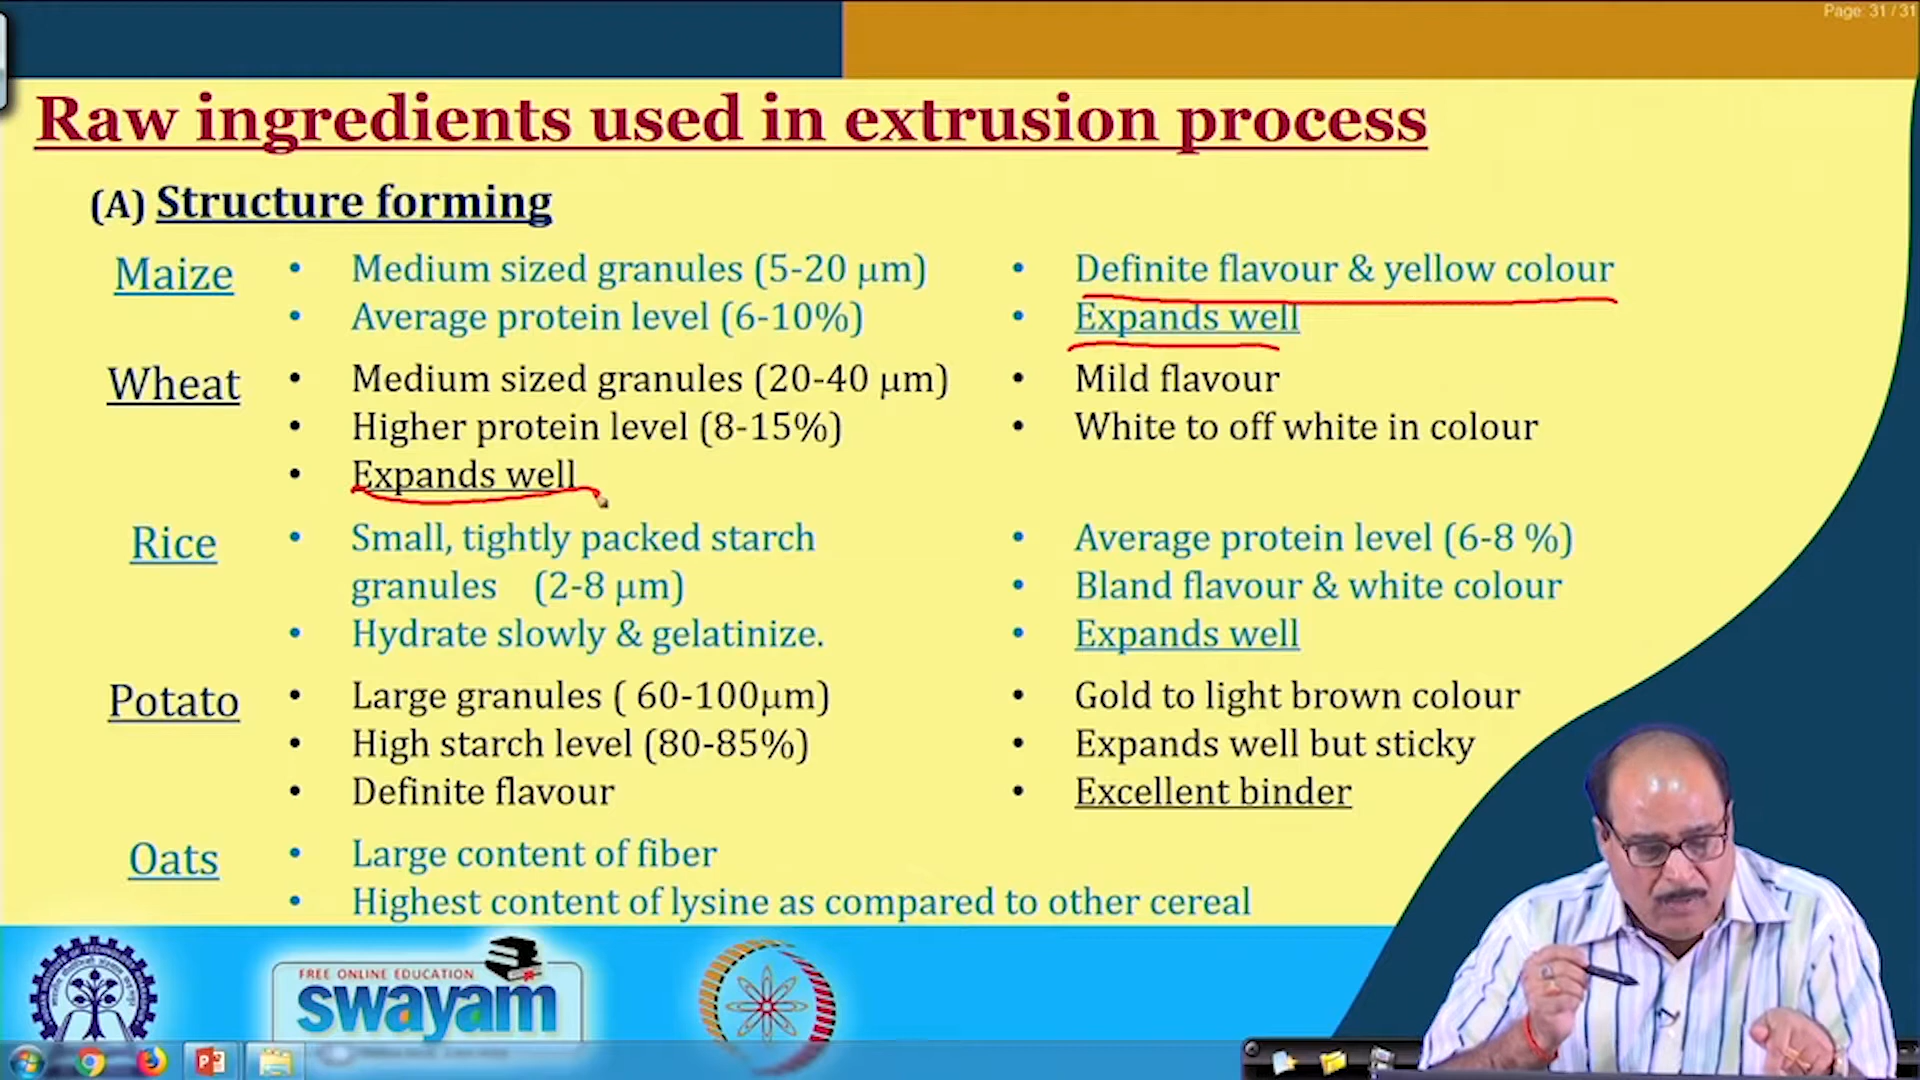 Page: 31 / 31
Raw ingredients used in extrusion process
(A) Structure forming
Maize
• Medium sized granules (5-20 μm)
• Average protein level (6-10%)
• Definite flavour & yellow colour
• Expands well
Wheat
• Medium sized granules (20-40 μm)
• Higher protein level (8-15%)
• Expands well
• Mild flavour
• White to off white in colour
Rice
• Small, tightly packed starch
granules (2-8 μm)
• Hydrate slowly & gelatinize.
• Average protein level (6-8 %)
• Bland flavour & white colour
• Expands well
Potato
• Large granules ( 60-100μm)
• High starch level (80-85%)
• Definite flavour
• Gold to light brown colour
• Expands well but sticky
• Excellent binder
Oats
• Large content of fiber
• Highest content of lysine as compared to other cereal
FREE ONLINE EDUCATION
swayam